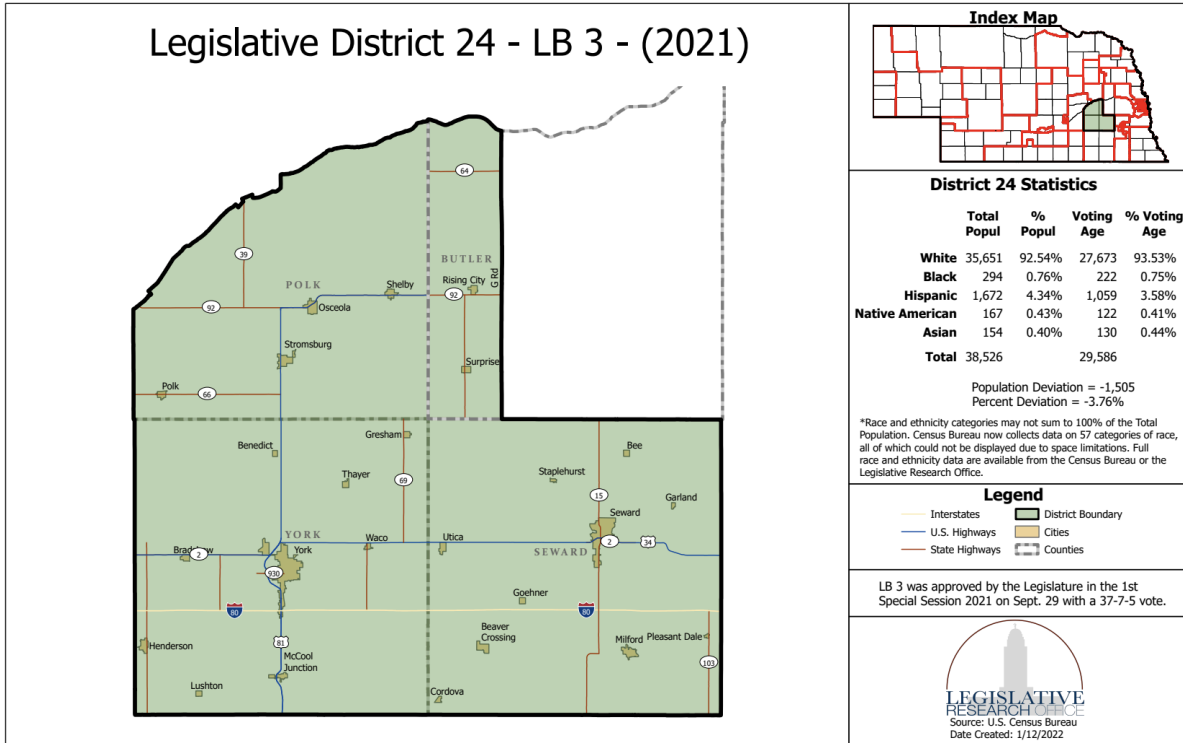 Legislative District 24 - LB 3 - (2021)
64
39
BUTLER
G Rd
POLK
Shelby
Rising City
92
92
Osceola
Stromsburg
Surprise
Polk
66
Gresham
Benedict
Bee
Thayer
Staplehurst
69
15
Garland
Seward
YORK
Waco
Utica
2
34
Bradshaw
2
York
SEWARD
930
Goehner
80
80
Henderson
81
Beaver
Crossing
Milford
Pleasant Dale
McCool
Junction
103
Lushton
Cordova
Index Map
District 24 Statistics
Total Popul % Popul Voting Age % Voting Age
White 35,651 92.54% 27,673 93.53%
Black 294 0.76% 222 0.75%
Hispanic 1,672 4.34% 1,059 3.58%
Native American 167 0.43% 122 0.41%
Asian 154 0.40% 130 0.44%
Total 38,526 29,586
Population Deviation = -1,505
Percent Deviation = -3.76%
*Race and ethnicity categories may not sum to 100% of the Total
Population. Census Bureau now collects data on 57 categories of race,
all of which could not be displayed due to space limitations. Full
race and ethnicity data are available from the Census Bureau or the
Legislative Research Office.
Legend
Interstates District Boundary
U.S. Highways Cities
State Highways Counties
LB 3 was approved by the Legislature in the 1st
Special Session 2021 on Sept. 29 with a 37-7-5 vote.
LEGISLATIVE
RESEARCH OFFICE
Source: U.S. Census Bureau
Date Created: 1/12/2022